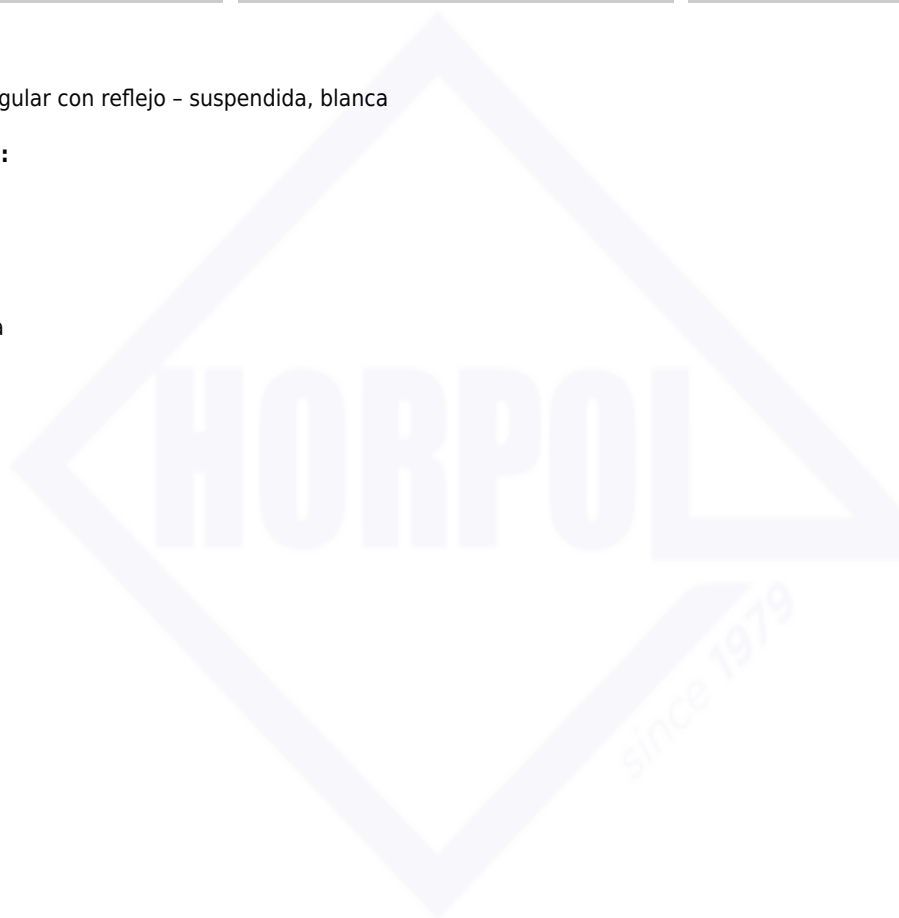 gular con reflejo – suspendida, blanca
:
a
HORPOL
since 1979